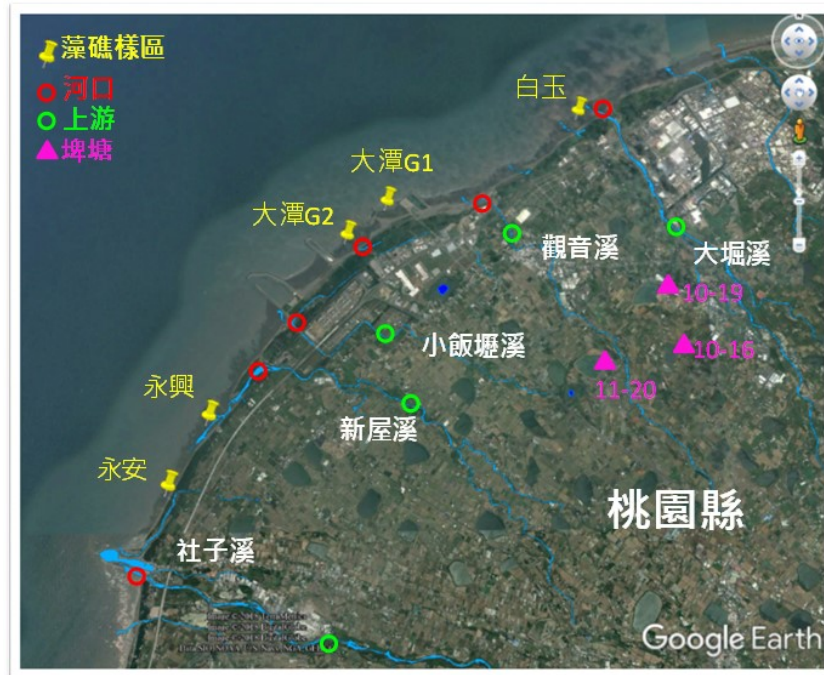 藻礁樣區
河口
上游
埤塘
白玉
大潭G1
大潭G2
觀音溪
大堀溪
10-19
小飯壢溪
10-16
11-20
永興
新屋溪
永安
桃園縣
社子溪
Google Earth